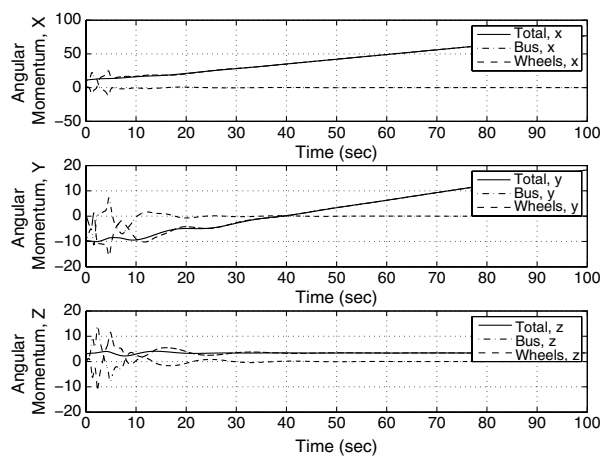 Angular
Momentum, X
100
50
0
−50
0 10 20 30 40 50 60 70 80 90 100
Time (sec)
Total, x
Bus, x
Wheels, x
Angular
Momentum, Y
20
10
0
−10
−20
0 10 20 30 40 50 60 70 80 90 100
Time (sec)
Total, y
Bus, y
Wheels, y
Angular
Momentum, Z
20
10
0
−10
20
0 10 20 30 40 50 60 70 80 90 100
Time (sec)
Total, z
Bus, z
Wheels, z